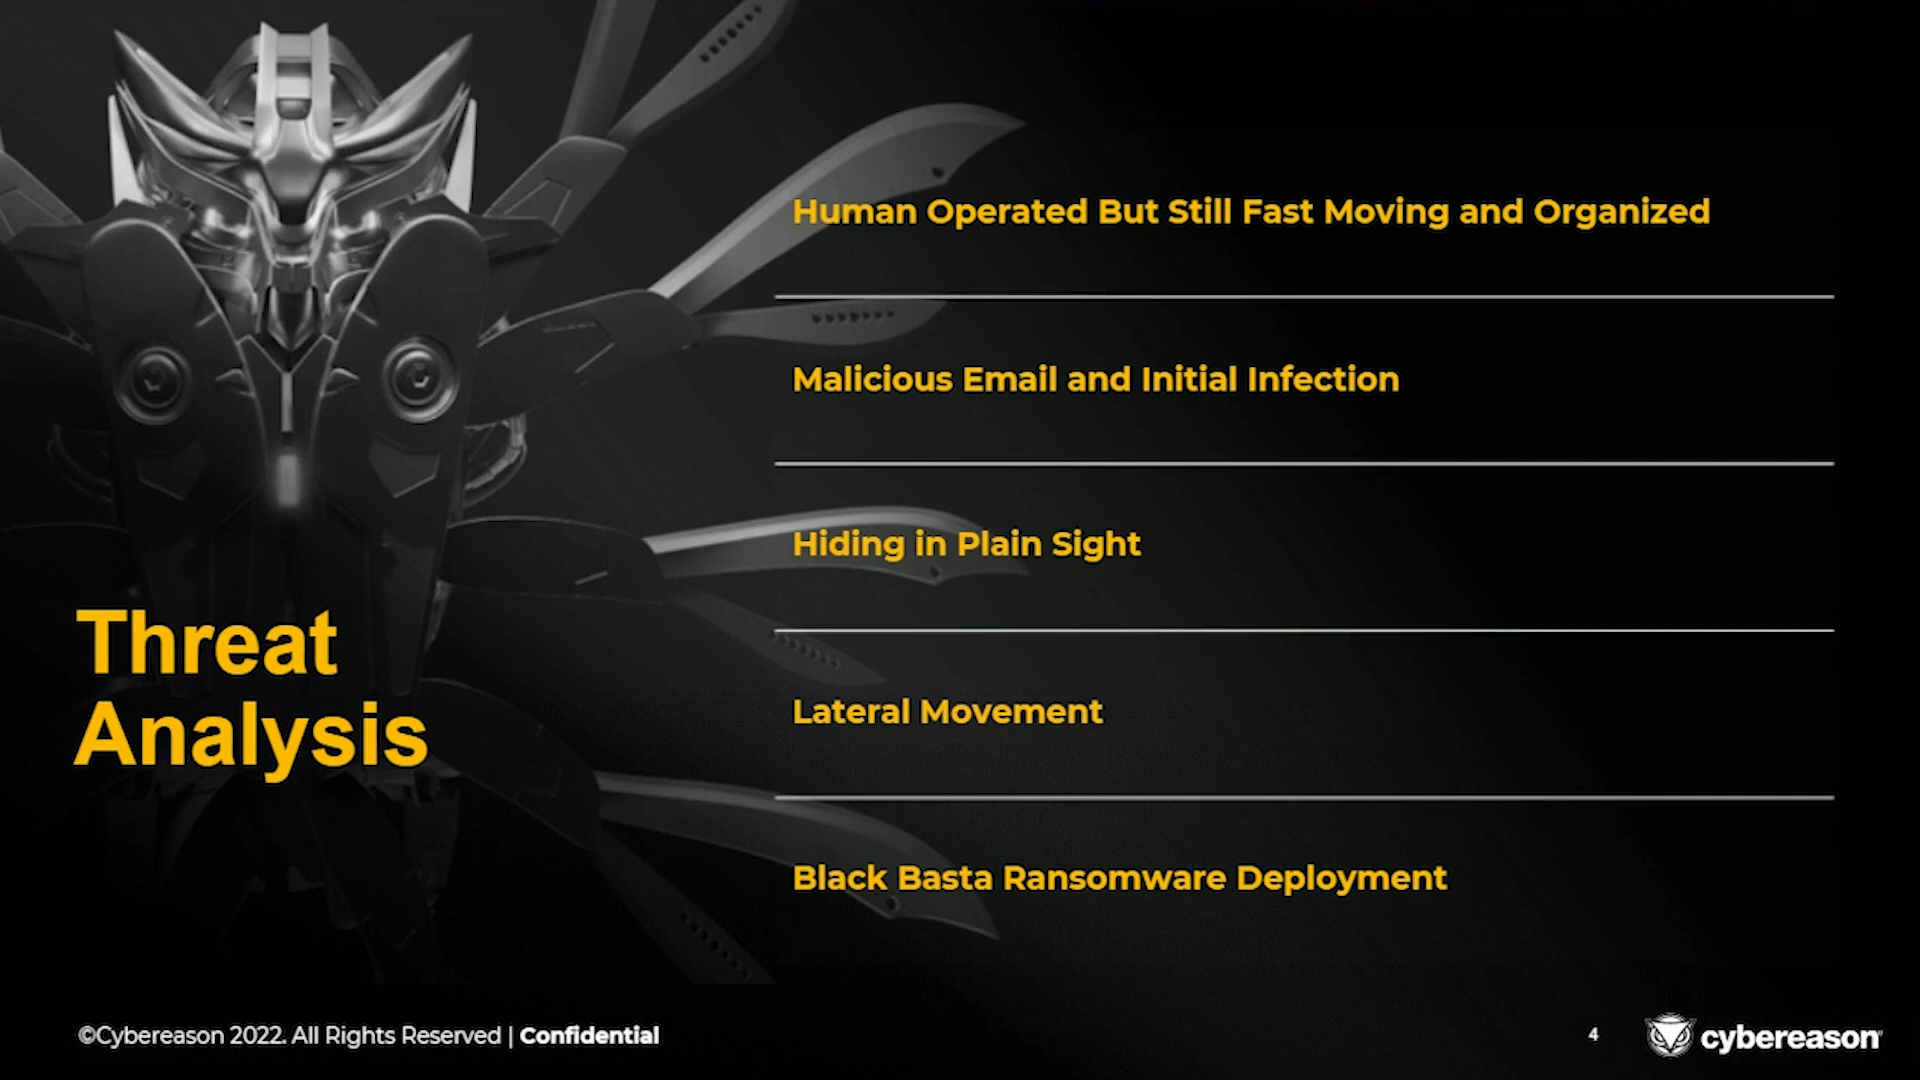 Threat
Analysis
Human Operated But Still Fast Moving and Organized
Malicious Email and Initial Infection
Hiding in Plain Sight
Lateral Movement
Black Basta Ransomware Deployment
©Cybereason 2022. All Rights Reserved | Confidential
4
cybereason